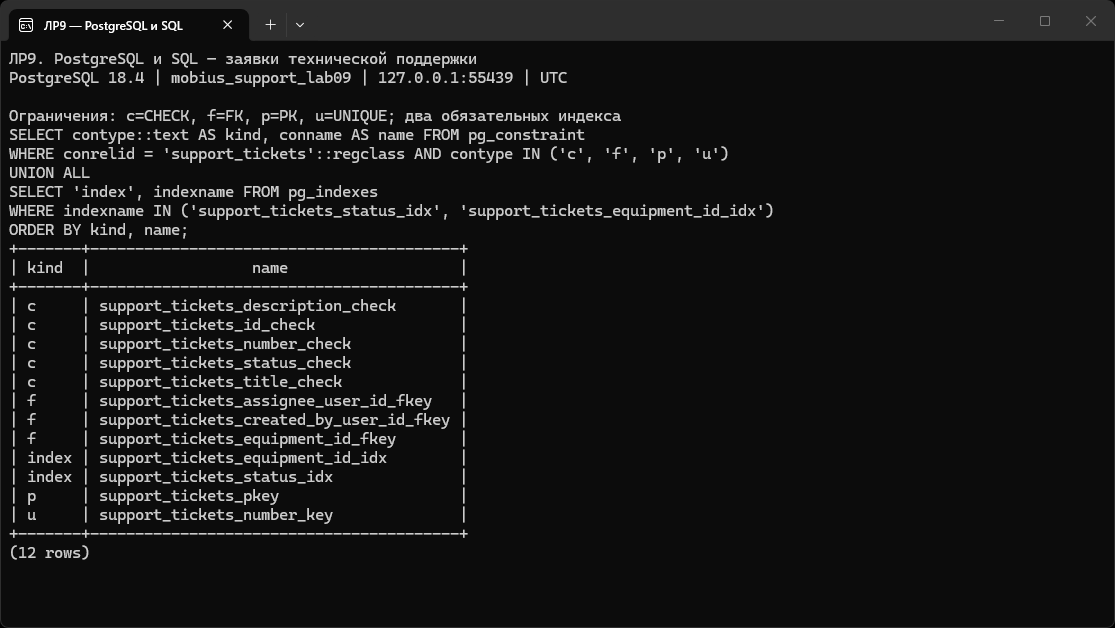 ЛР9 — PostgreSQL и SQL
ЛР9. PostgreSQL и SQL — заявки технической поддержки
PostgreSQL 18.4 | mobius_support_lab09 | 127.0.0.1:55439 | UTC
Ограничения: c=CHECK, f=FK, p=PK, u=UNIQUE; два обязательных индекса
SELECT contype::text AS kind, conname AS name FROM pg_constraint
WHERE conrelid = 'support_tickets'::regclass AND contype IN ('c', 'f', 'p', 'u')
UNION ALL
SELECT 'index', indexname FROM pg_indexes
WHERE indexname IN ('support_tickets_status_idx', 'support_tickets_equipment_id_idx')
ORDER BY kind, name;
+-------+-----------------------------------------+
| kind  |                  name                   |
+-------+-----------------------------------------+
| c     | support_tickets_description_check       |
| c     | support_tickets_id_check                |
| c     | support_tickets_number_check            |
| c     | support_tickets_status_check            |
| c     | support_tickets_title_check             |
| f     | support_tickets_assignee_user_id_fkey   |
| f     | support_tickets_created_by_user_id_fkey |
| f     | support_tickets_equipment_id_fkey       |
| index | support_tickets_equipment_id_idx        |
| index | support_tickets_status_idx              |
| p     | support_tickets_pkey                    |
| u     | support_tickets_number_key              |
+-------+-----------------------------------------+
(12 rows)